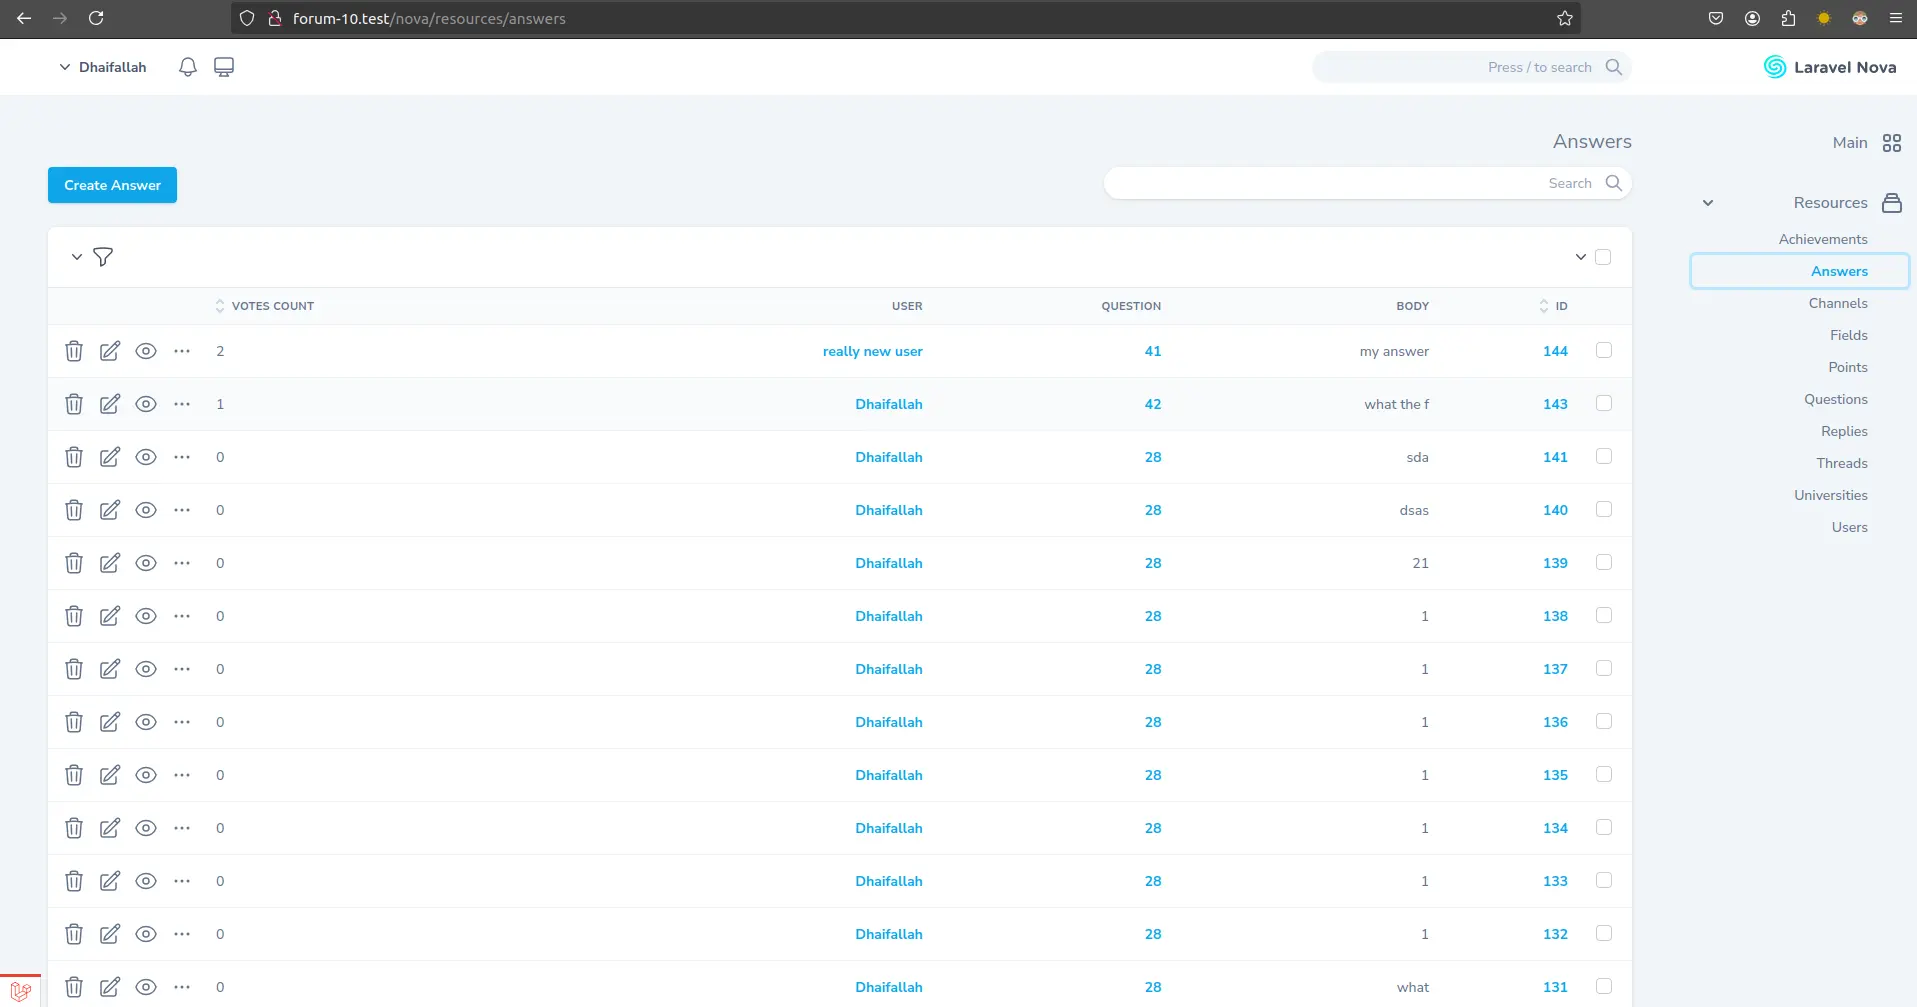 forum-10.test/nova/resources/answers
Dhaifallah
Press / to search
Laravel Nova
Answers
Create Answer
Search
Main
Resources
Achievements
Answers
Channels
Fields
Points
Questions
Replies
Threads
Universities
Users
VOTES COUNT USER QUESTION BODY ID
2 really new user 41 my answer 144
1 Dhaifallah 42 what the f 143
0 Dhaifallah 28 sda 141
0 Dhaifallah 28 dsas 140
0 Dhaifallah 28 21 139
0 Dhaifallah 28 1 138
0 Dhaifallah 28 1 137
0 Dhaifallah 28 1 136
0 Dhaifallah 28 1 135
0 Dhaifallah 28 1 134
0 Dhaifallah 28 1 133
0 Dhaifallah 28 1 132
0 Dhaifallah 28 what 131